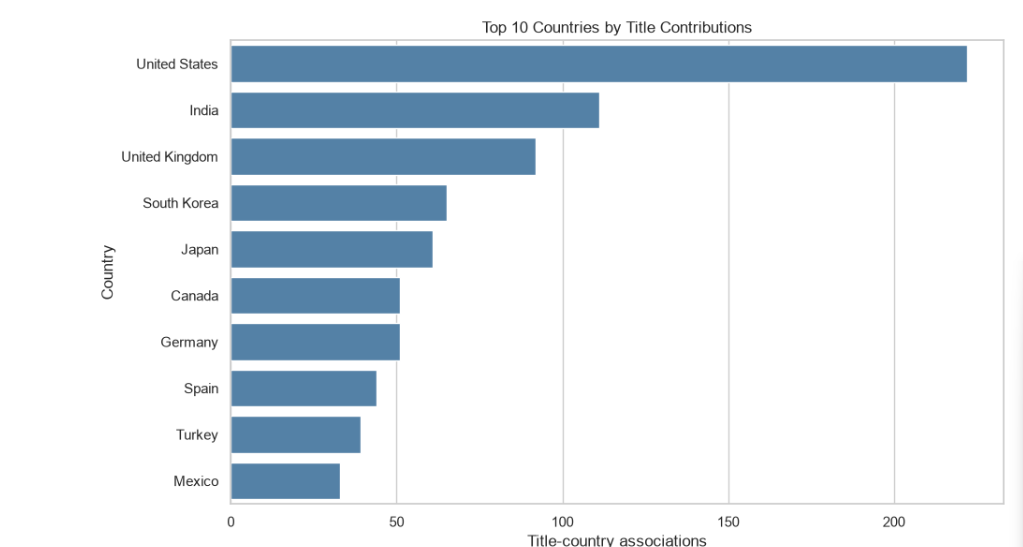 Top 10 Countries by Title Contributions
United States
India
United Kingdom
South Korea
Japan
Canada
Germany
Spain
Turkey
Mexico
Country
0 50 100 150 200
Title-country associations